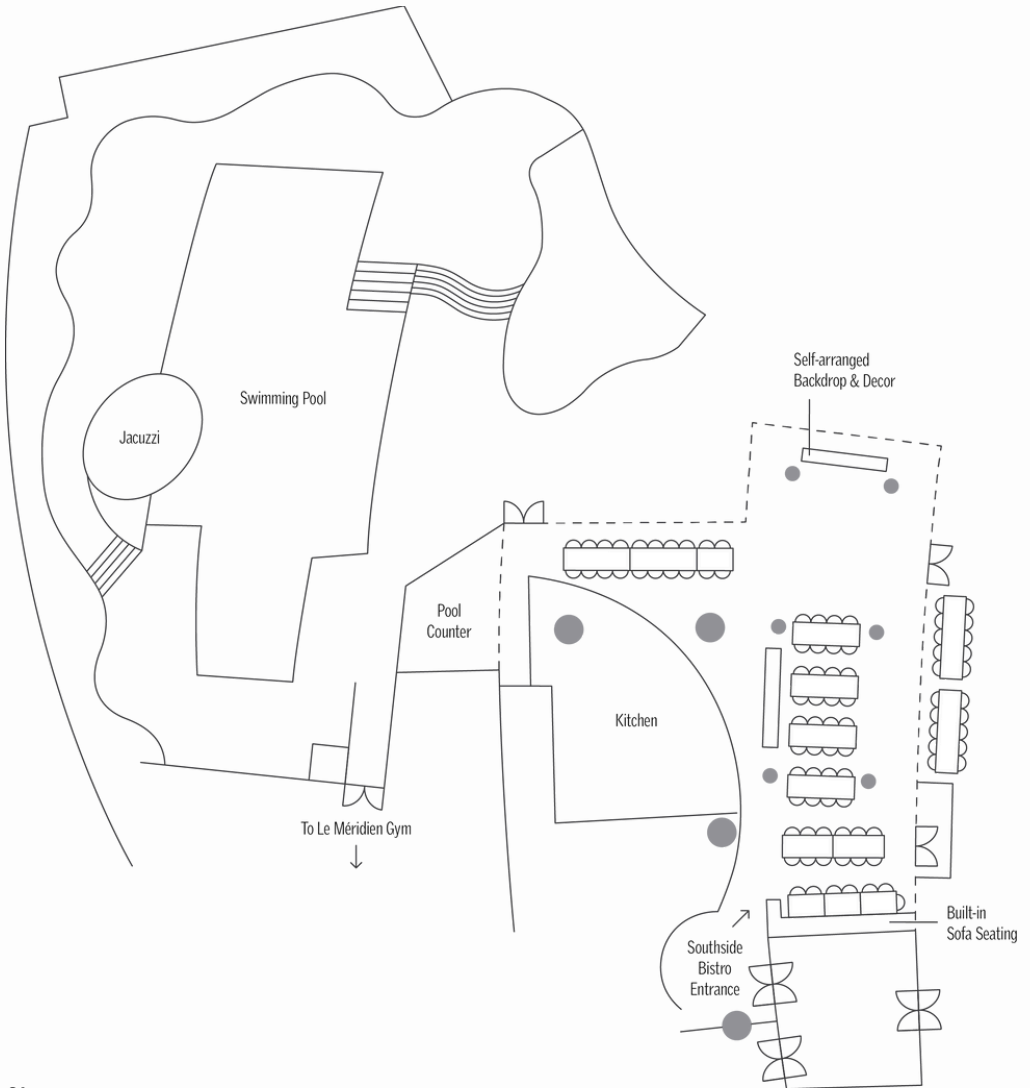 Self-arranged
Backdrop & Decor
Swimming Pool
Jacuzzi
Pool
Counter
Kitchen
To Le Méridien Gym
Built-in
Sofa Seating
Southside
Bistro
Entrance